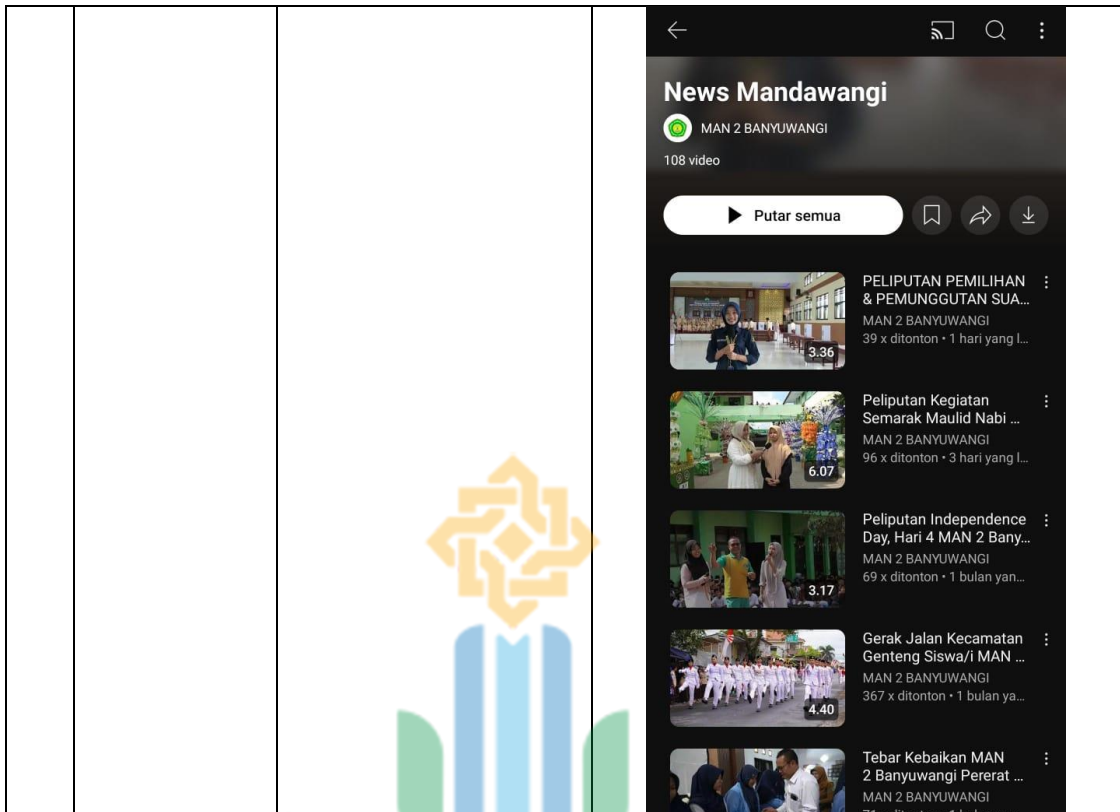 News Mandawangi
MAN 2 BANYUWANGI
108 video
Putar semua
PELIPUTAN PEMILIHAN
& PEMUNGGUTAN SUA...
MAN 2 BANYUWANGI
39 x ditonton • 1 hari yang l...
3.36
Peliputan Kegiatan
Semarak Maulid Nabi ...
MAN 2 BANYUWANGI
96 x ditonton • 3 hari yang l...
6.07
Peliputan Independence
Day, Hari 4 MAN 2 Bany...
MAN 2 BANYUWANGI
69 x ditonton • 1 bulan yan...
3.17
Gerak Jalan Kecamatan
Genteng Siswa/i MAN ...
MAN 2 BANYUWANGI
367 x ditonton • 1 bulan ya...
4.40
Tebar Kebaikan MAN
2 Banyuwangi Pererat ...
MAN 2 BANYUWANGI